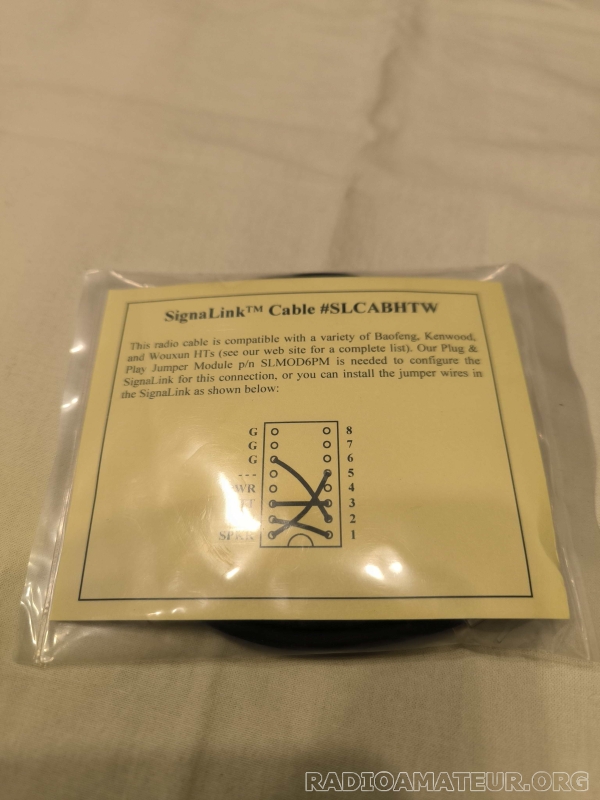 SignaLink™ Cable #SLCABHTW
This radio cable is compatible with a variety of Baofeng, Kenwood,
and Wouxun HTs (see our web site for a complete list). Our Plug &
Play Jumper Module p/n SLMOD6PM is needed to configure the
SignaLink for this connection, or you can install the jumper wires in
the SignaLink as shown below:
G 8
G 7
G 6
--- 5
4
3
2
1
RADIOAMATEUR.ORG